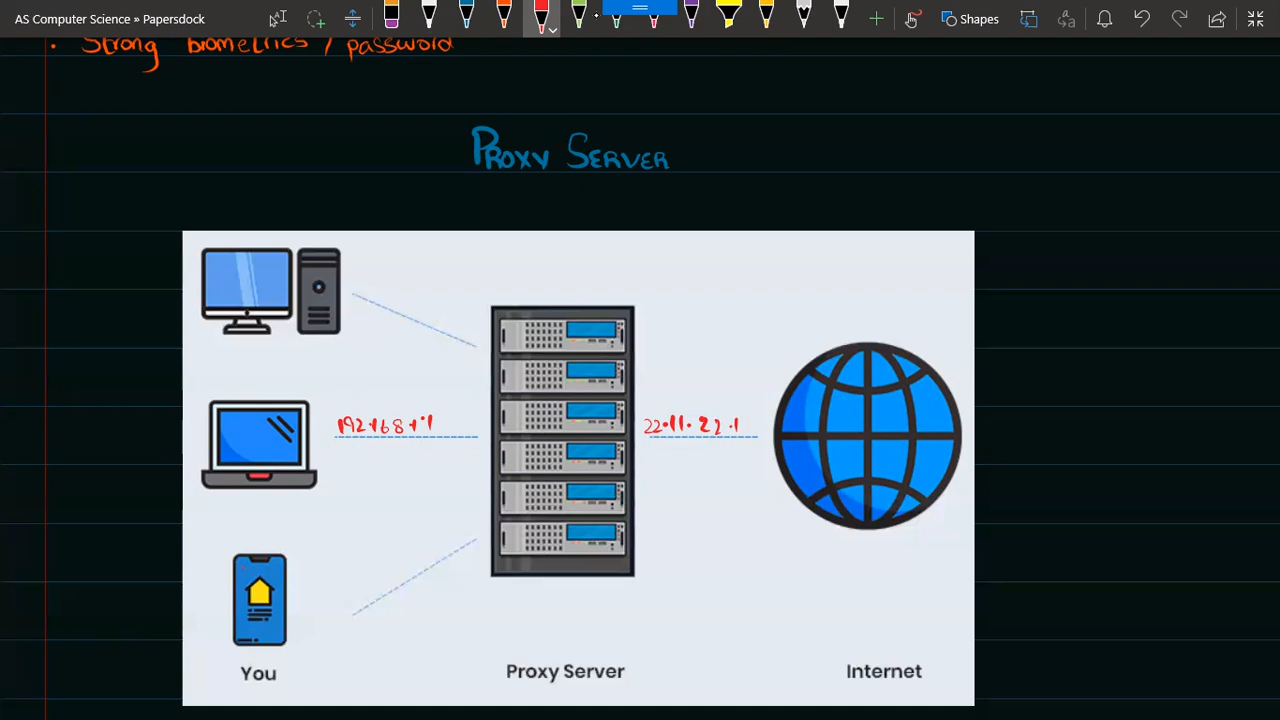 AS Computer Science » Papersdock
Shapes
• Strong biometrics / password
PROXY SERVER
192.168.1.1
22.11.22.1
You
Proxy Server
Internet